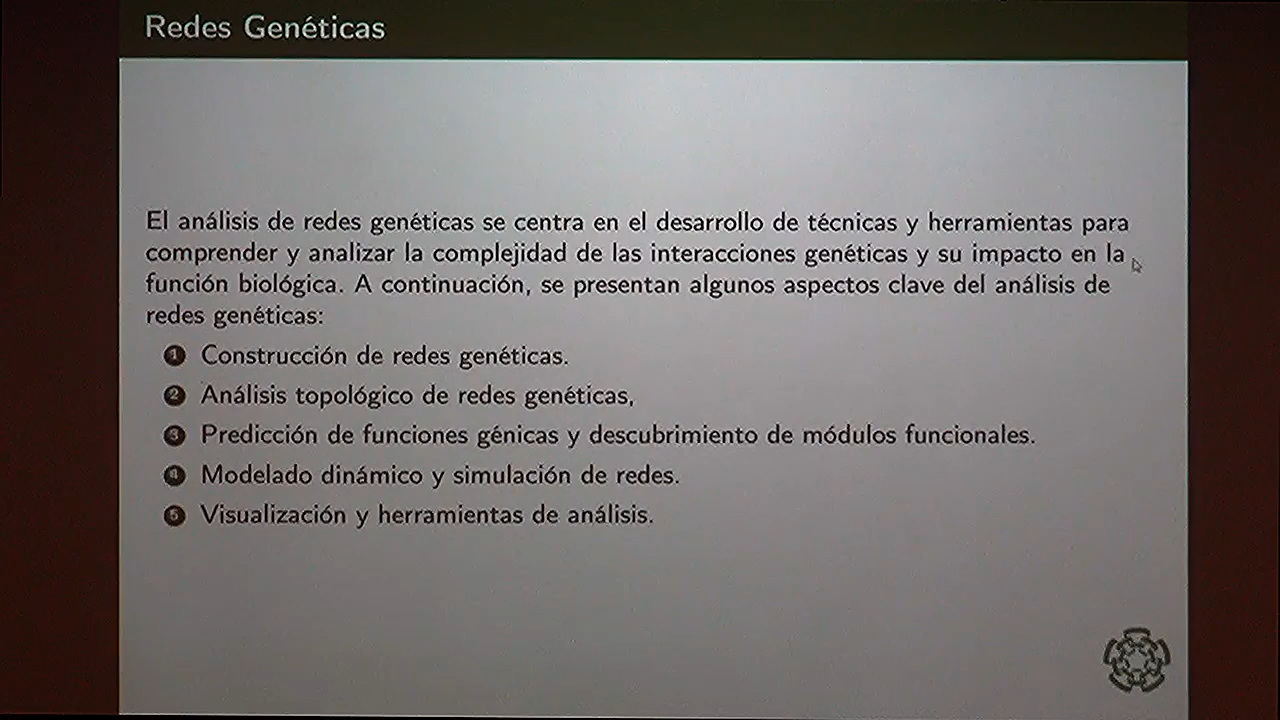 Redes Genéticas
El análisis de redes genéticas se centra en el desarrollo de técnicas y herramientas para
comprender y analizar la complejidad de las interacciones genéticas y su impacto en la
función biológica. A continuación, se presentan algunos aspectos clave del análisis de
redes genéticas:
1 Construcción de redes genéticas.
2 Análisis topológico de redes genéticas,
3 Predicción de funciones génicas y descubrimiento de módulos funcionales.
4 Modelado dinámico y simulación de redes.
5 Visualización y herramientas de análisis.